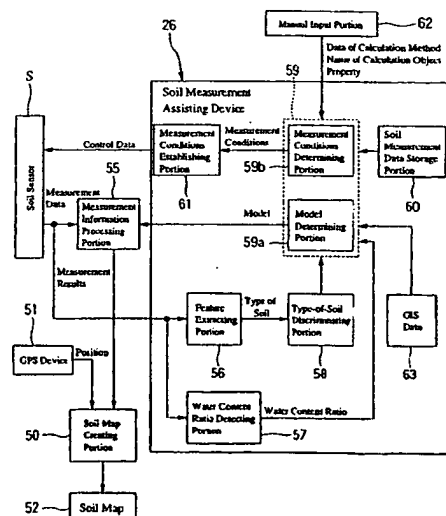 Manual Input Portion
62
26
Data of Calculation Method
Name of Calculation Object
Property
S
59
Soil Measurement
Assisting Device
Soil Sensor
Control Data
Measurement
Conditions
Establishing
Portion
61
Measurement
Conditions
Measurement
Conditions
Determining
Portion
59b
Soil
Measurement
Data Storage
Portion
60
Measurement
Data
55
Measurement
Information
Processing
Portion
Model
Model
Determining
Portion
59a
Measurement
Results
Feature
Extracting
Portion
56
Type of
Soil
Type-of-Soil
Discriminating
Portion
58
GIS
Data
63
51
GPS Device
Position
Water Content
Ratio Detecting
Portion
57
Water Content Ratio
50
Soil Map
Creating
Portion
52
Soil Map